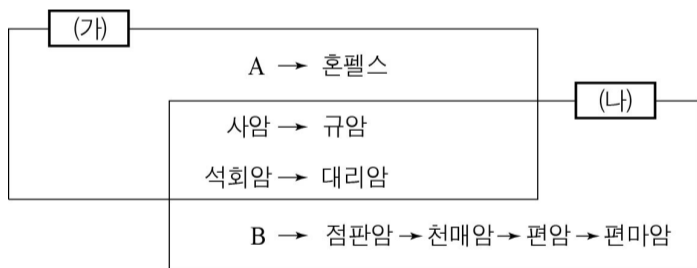 (가)
A → 혼펠스
(나)
사암 → 규암
석회암 → 대리암
B → 점판암 → 천매암 → 편암 → 편마암